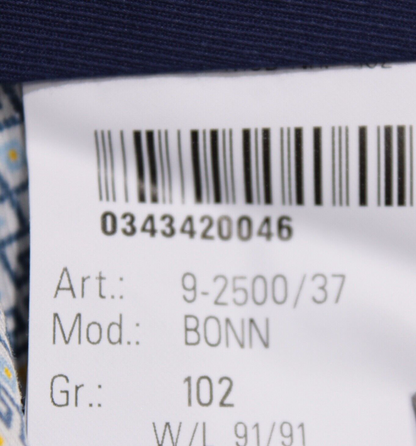 0343420046
Art.: 9-2500/37
Mod.: BONN
Gr.: 102
W/L 91/91